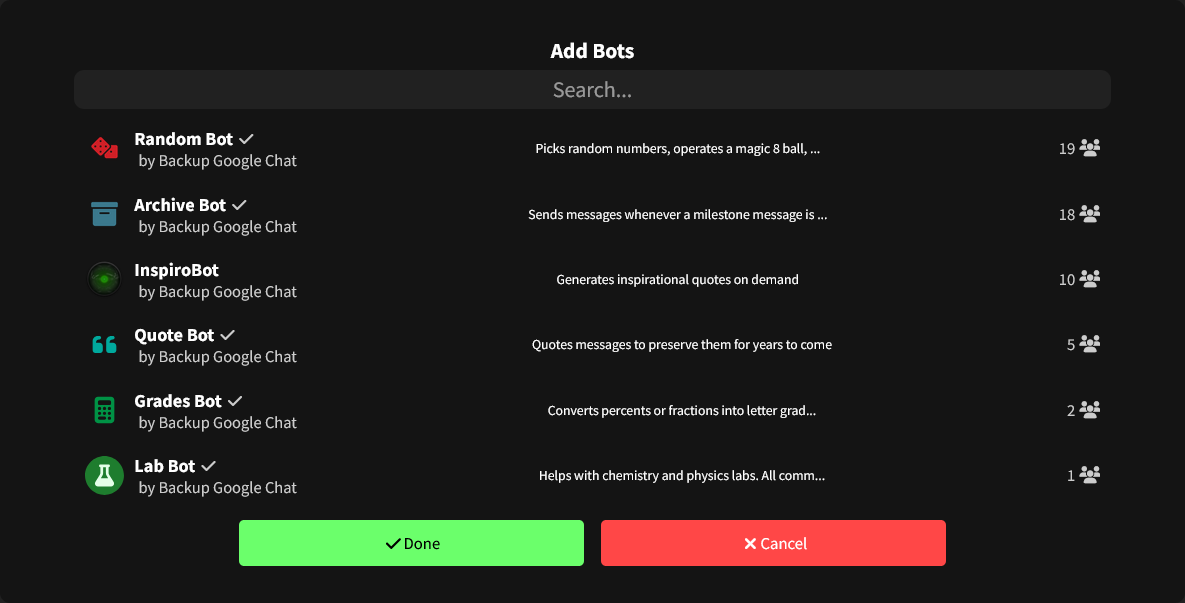 Add Bots
Search...
Random Bot
by Backup Google Chat
Picks random numbers, operates a magic 8 ball, ...
19
Archive Bot
by Backup Google Chat
Sends messages whenever a milestone message is ...
18
InspiroBot
by Backup Google Chat
Generates inspirational quotes on demand
10
Quote Bot
by Backup Google Chat
Quotes messages to preserve them for years to come
5
Grades Bot
by Backup Google Chat
Converts percents or fractions into letter grad...
2
Lab Bot
by Backup Google Chat
Helps with chemistry and physics labs. All comm...
1
Done
Cancel